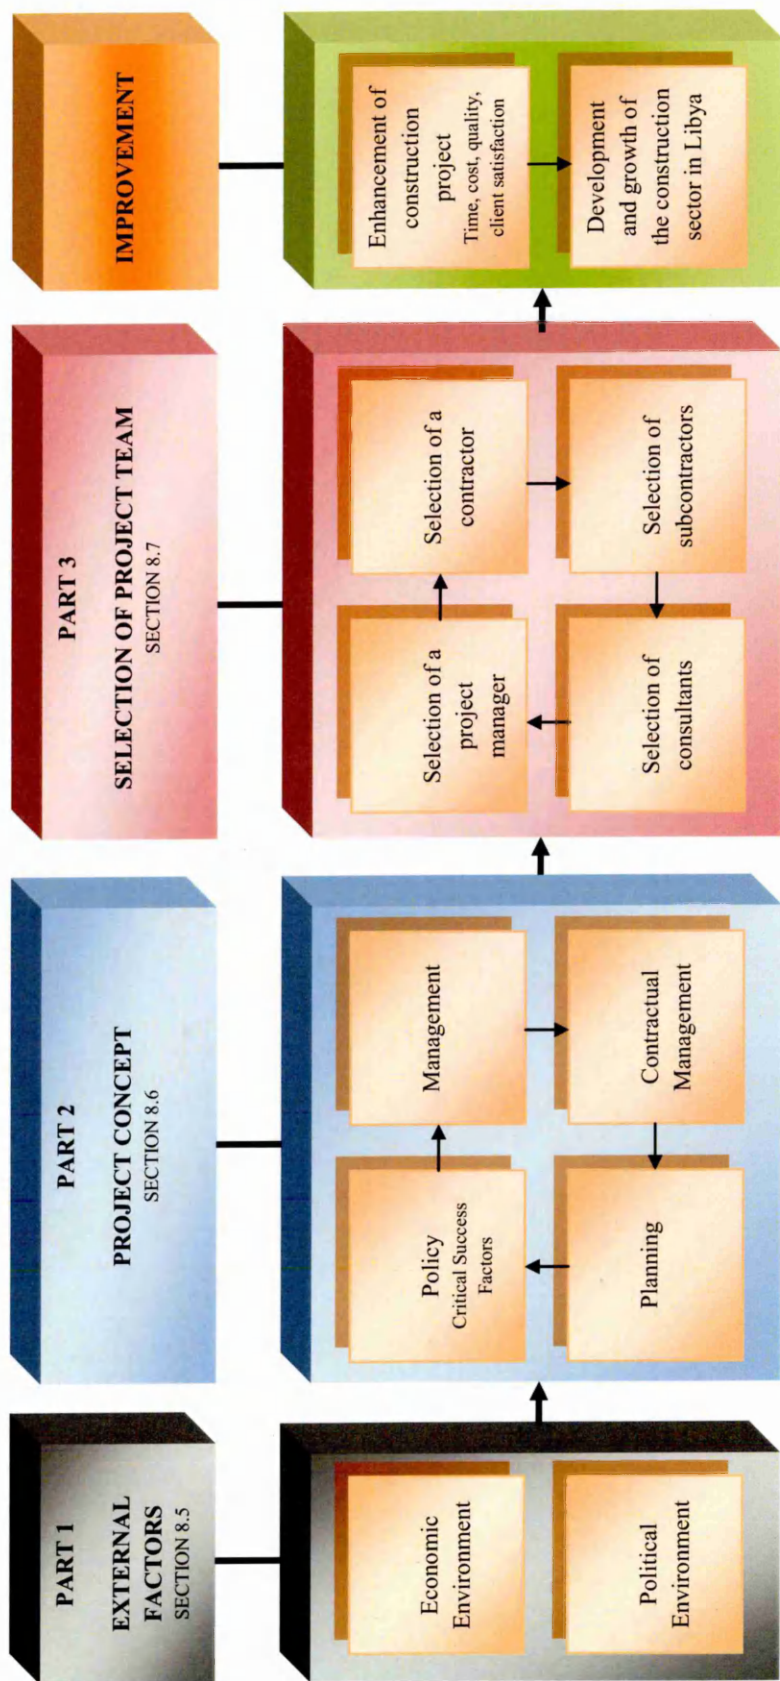 PART 1
EXTERNAL
FACTORS
SECTION 8.5
Economic
Environment
Political
Environment
PART 2
PROJECT CONCEPT
SECTION 8.6
Policy
Critical Success
Factors
Management
Planning
Contractual
Management
PART 3
SELECTION OF PROJECT TEAM
SECTION 8.7
Selection of a
project
manager
Selection of a
contractor
Selection of
consultants
Selection of
subcontractors
IMPROVEMENT
Enhancement of
construction
project
Time, cost, quality,
client satisfaction
Development
and growth of
the construction
sector in Libya